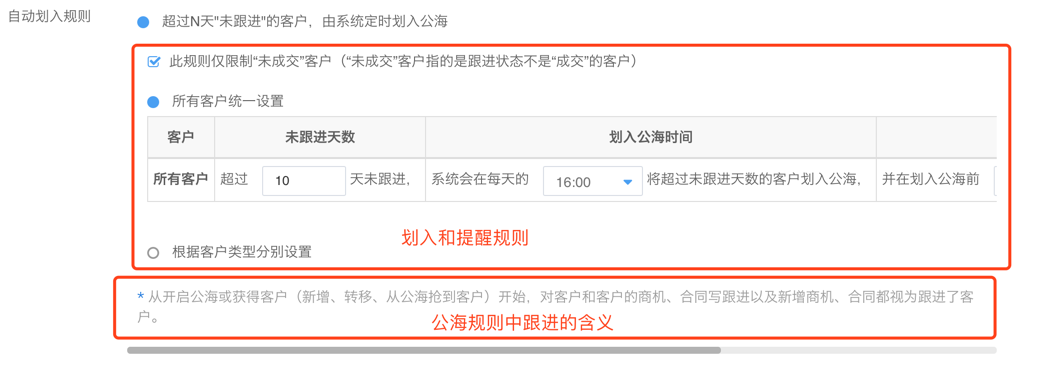 自动划入规则
超过N天"未跟进"的客户，由系统定时划入公海
此规则仅限制“未成交”客户（“未成交”客户指的是跟进状态不是“成交”的客户）
所有客户统一设置
客户 未跟进天数 划入公海时间
所有客户 超过 10 天未跟进， 系统会在每天的 16:00 将超过未跟进天数的客户划入公海， 并在划入公海前
划入和提醒规则
根据客户类型分别设置
* 从开启公海或获得客户（新增、转移、从公海抢到客户）开始，对客户和客户的商机、合同写跟进以及新增商机、合同都视为跟进了客
户。
公海规则中跟进的含义